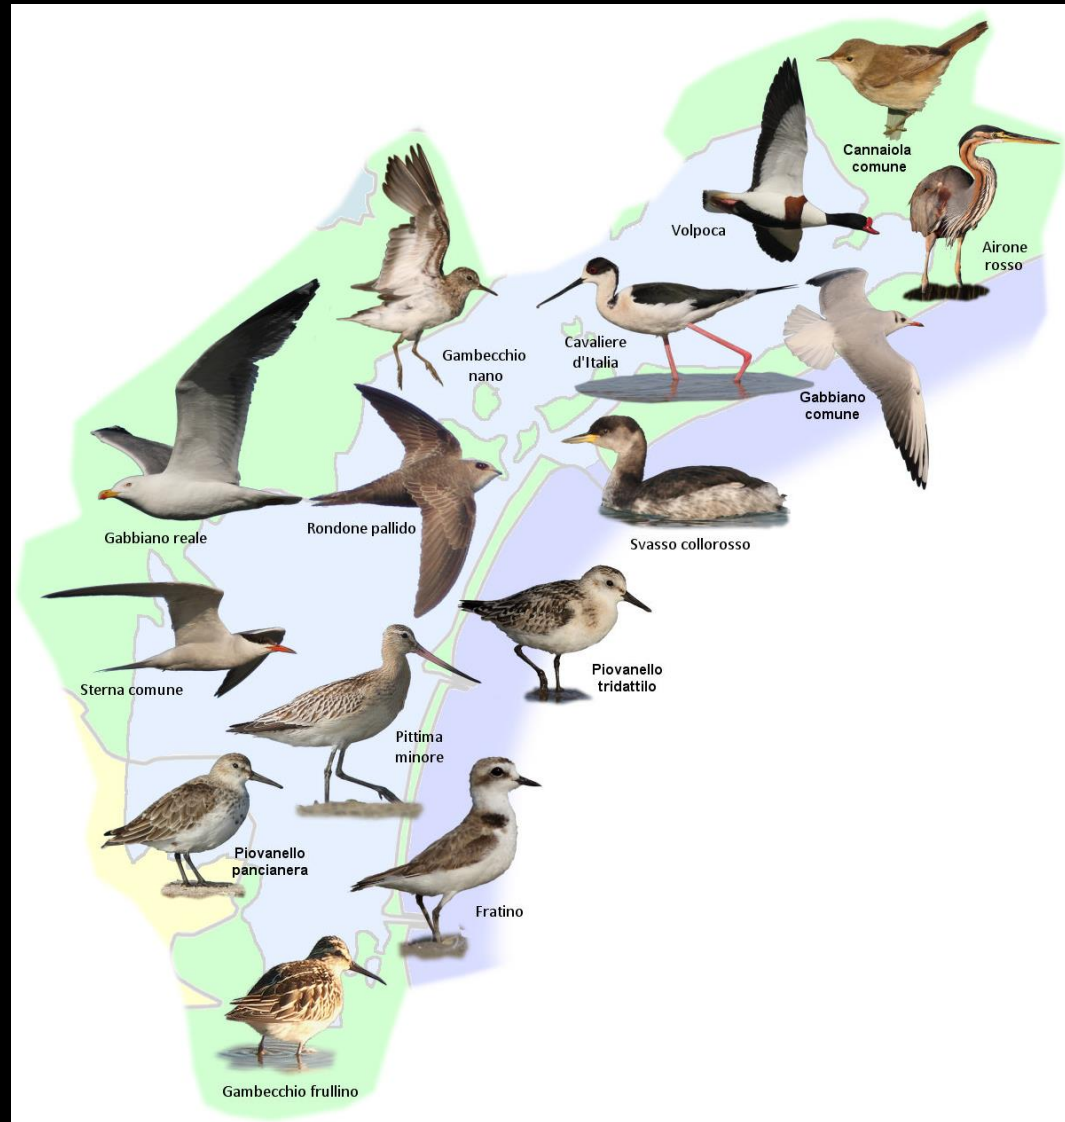 Cannaiola
comune
Volpoca
Airone
rosso
Cavaliere
d'Italia
Gambecchio
nano
Gabbiano
comune
Gabbiano reale
Rondone pallido
Svasso collorosso
Piovanello
tridattilo
Sterna comune
Pittima
minore
Piovanello
pancianera
Fratino
Gambecchio frullino